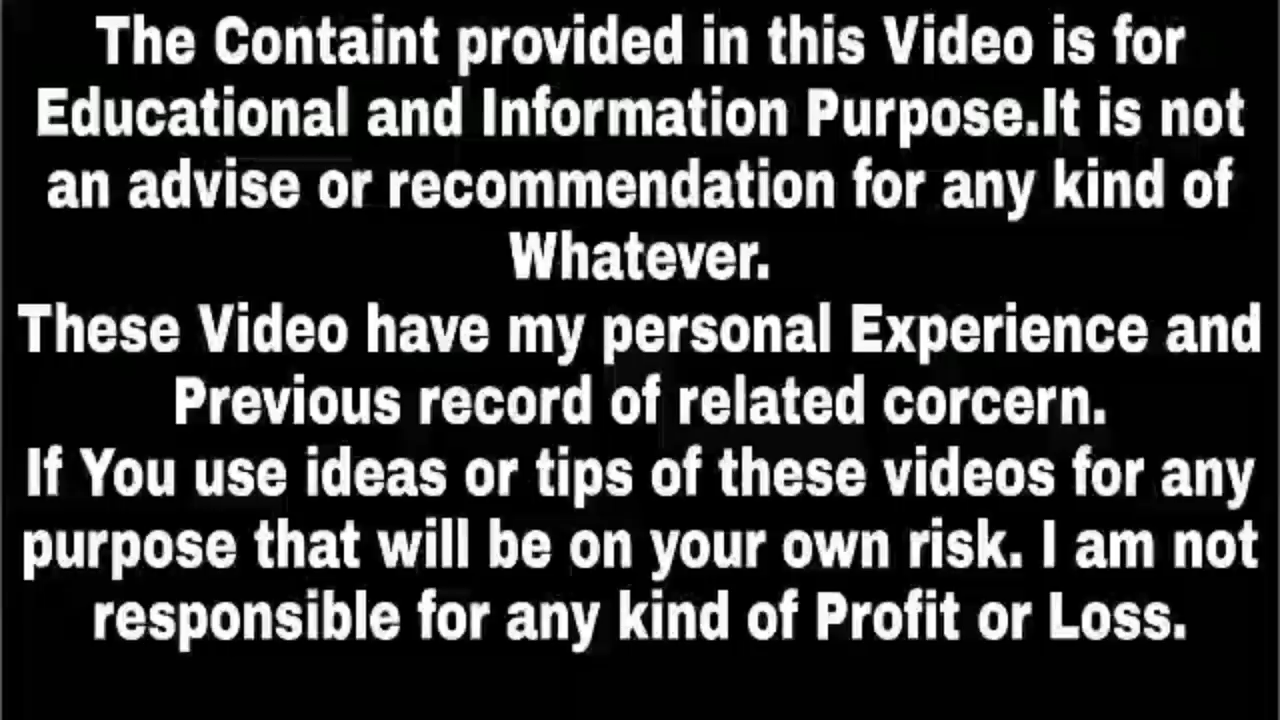 The Containt provided in this Video is for
Educational and Information Purpose.It is not
an advise or recommendation for any kind of
Whatever.
These Video have my personal Experience and
Previous record of related corcern.
If You use ideas or tips of these videos for any
purpose that will be on your own risk. I am not
responsible for any kind of Profit or Loss.